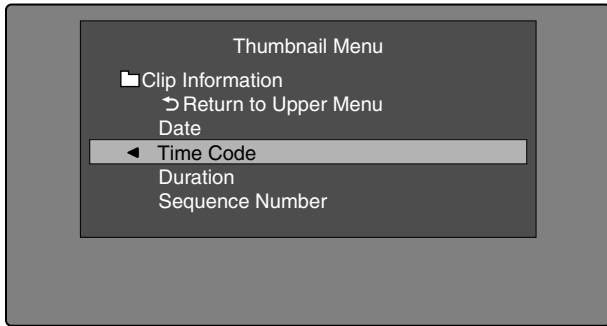 Thumbnail Menu
Clip Information
Return to Upper Menu
Date
Time Code
Duration
Sequence Number